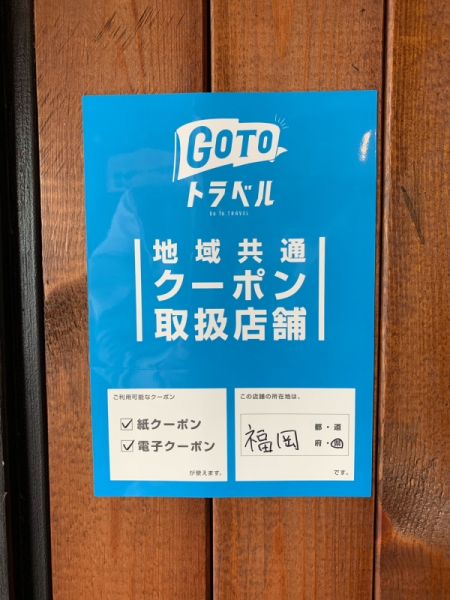 GOTO
トラベル
Go To TRAVEL
地域共通
クーポン
取扱店舗
ご利用可能なクーポン
☑紙クーポン
☑電子クーポン
が使えます。
この店舗の所在地は、
福岡 都・道
府・県
です。